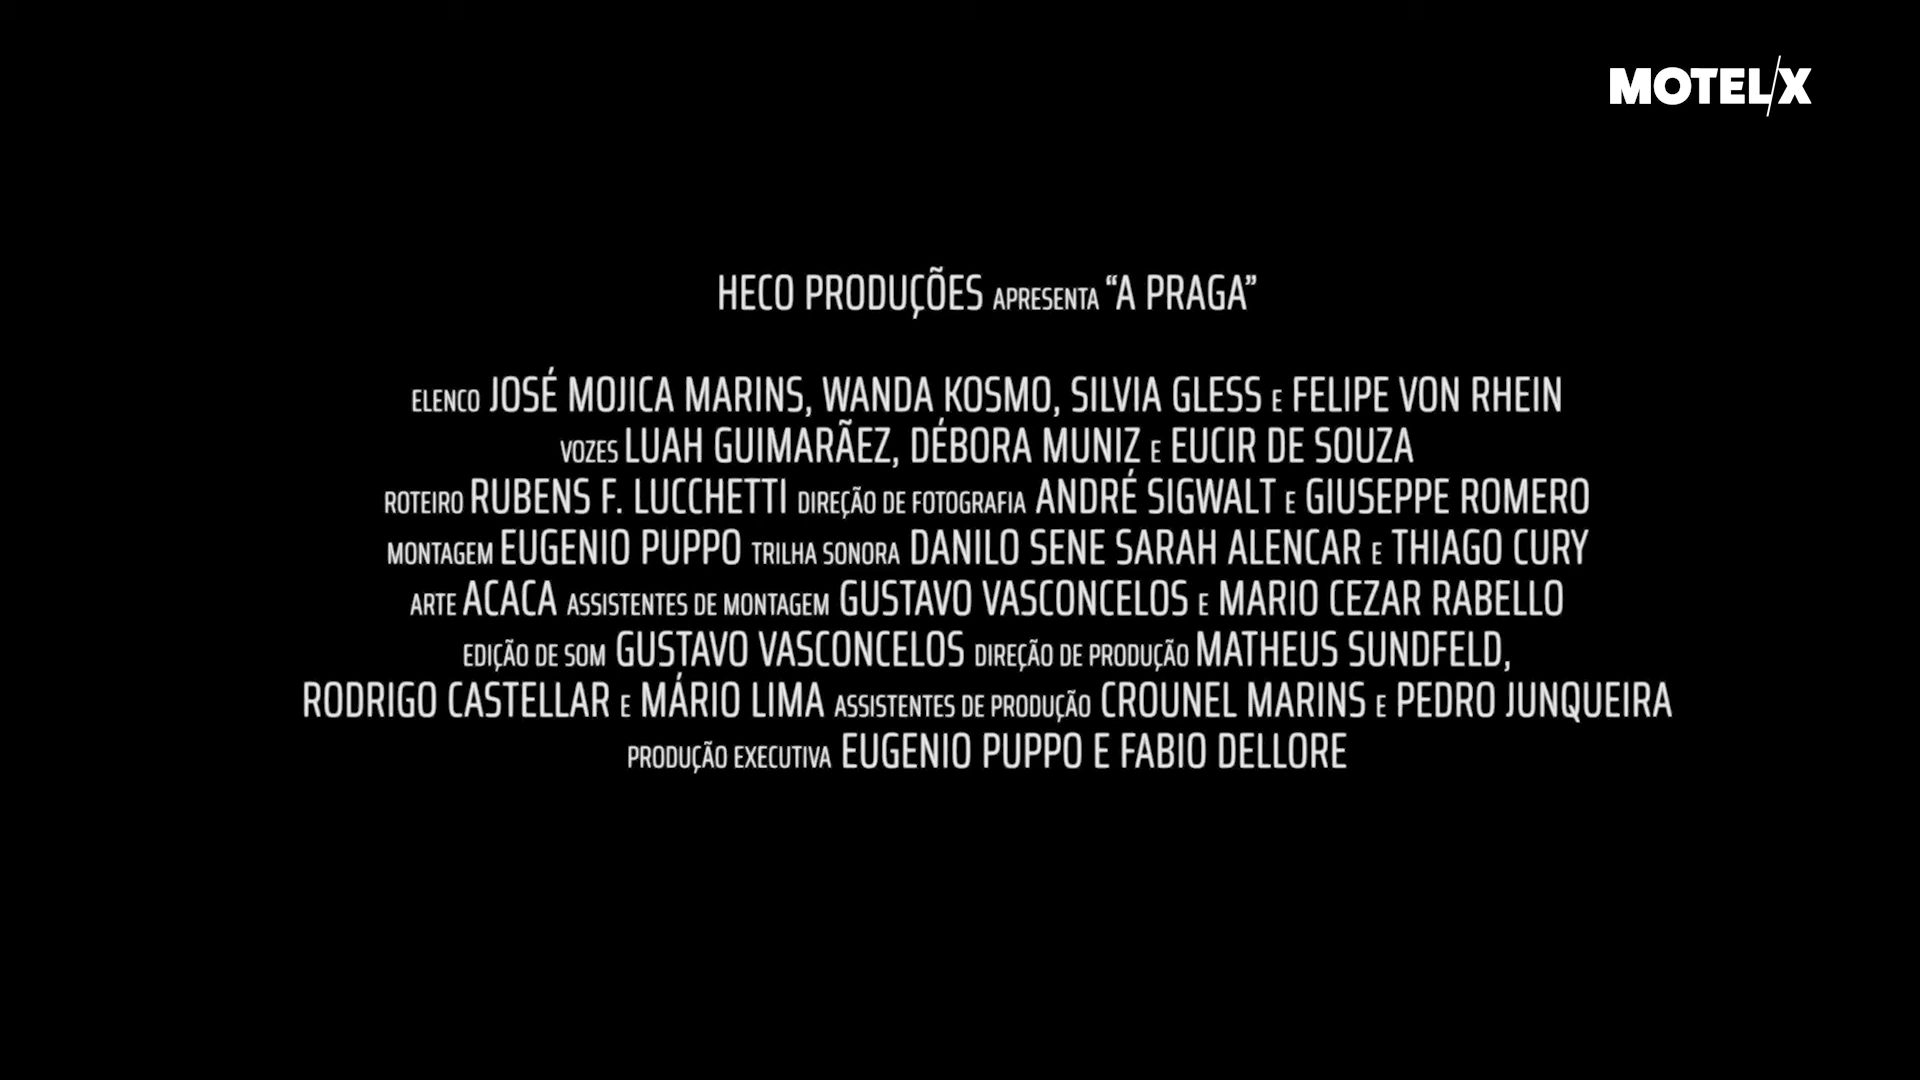 MOTEL/X
HECO PRODUÇÕES APRESENTA “A PRAGA”
ELENCO JOSÉ MOJICA MARINS, WANDA KOSMO, SILVIA GLESS E FELIPE VON RHEIN
VOZES LUAH GUIMARÃEZ, DÉBORA MUNIZ E EUCIR DE SOUZA
ROTEIRO RUBENS F. LUCCHETTI DIREÇÃO DE FOTOGRAFIA ANDRÉ SIGWALT E GIUSEPPE ROMERO
MONTAGEM EUGENIO PUPPO TRILHA SONORA DANILO SENE SARAH ALENCAR E THIAGO CURY
ARTE ACACA ASSISTENTES DE MONTAGEM GUSTAVO VASCONCELOS E MARIO CEZAR RABELLO
EDIÇÃO DE SOM GUSTAVO VASCONCELOS DIREÇÃO DE PRODUÇÃO MATHEUS SUNDFELD,
RODRIGO CASTELLAR E MÁRIO LIMA ASSISTENTES DE PRODUÇÃO CROUNEL MARINS E PEDRO JUNQUEIRA
PRODUÇÃO EXECUTIVA EUGENIO PUPPO E FABIO DELLORE